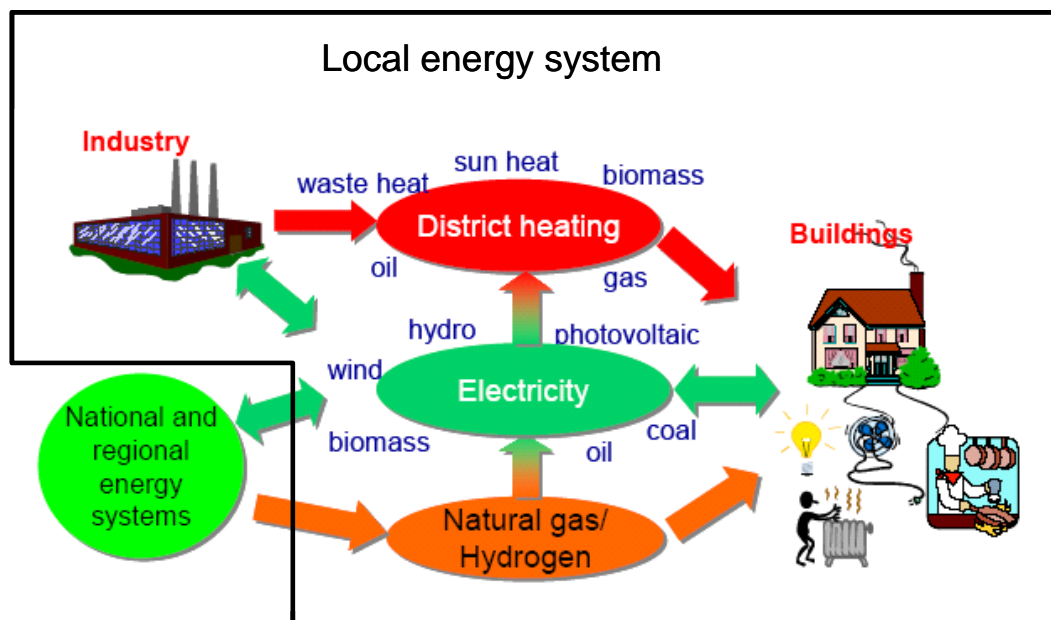 Local energy system
Industry
sun heat
waste heat
biomass
District heating
Buildings
oil
gas
hydro
photovoltaic
wind
Electricity
National and
regional
energy
systems
biomass
coal
oil
Natural gas/
Hydrogen